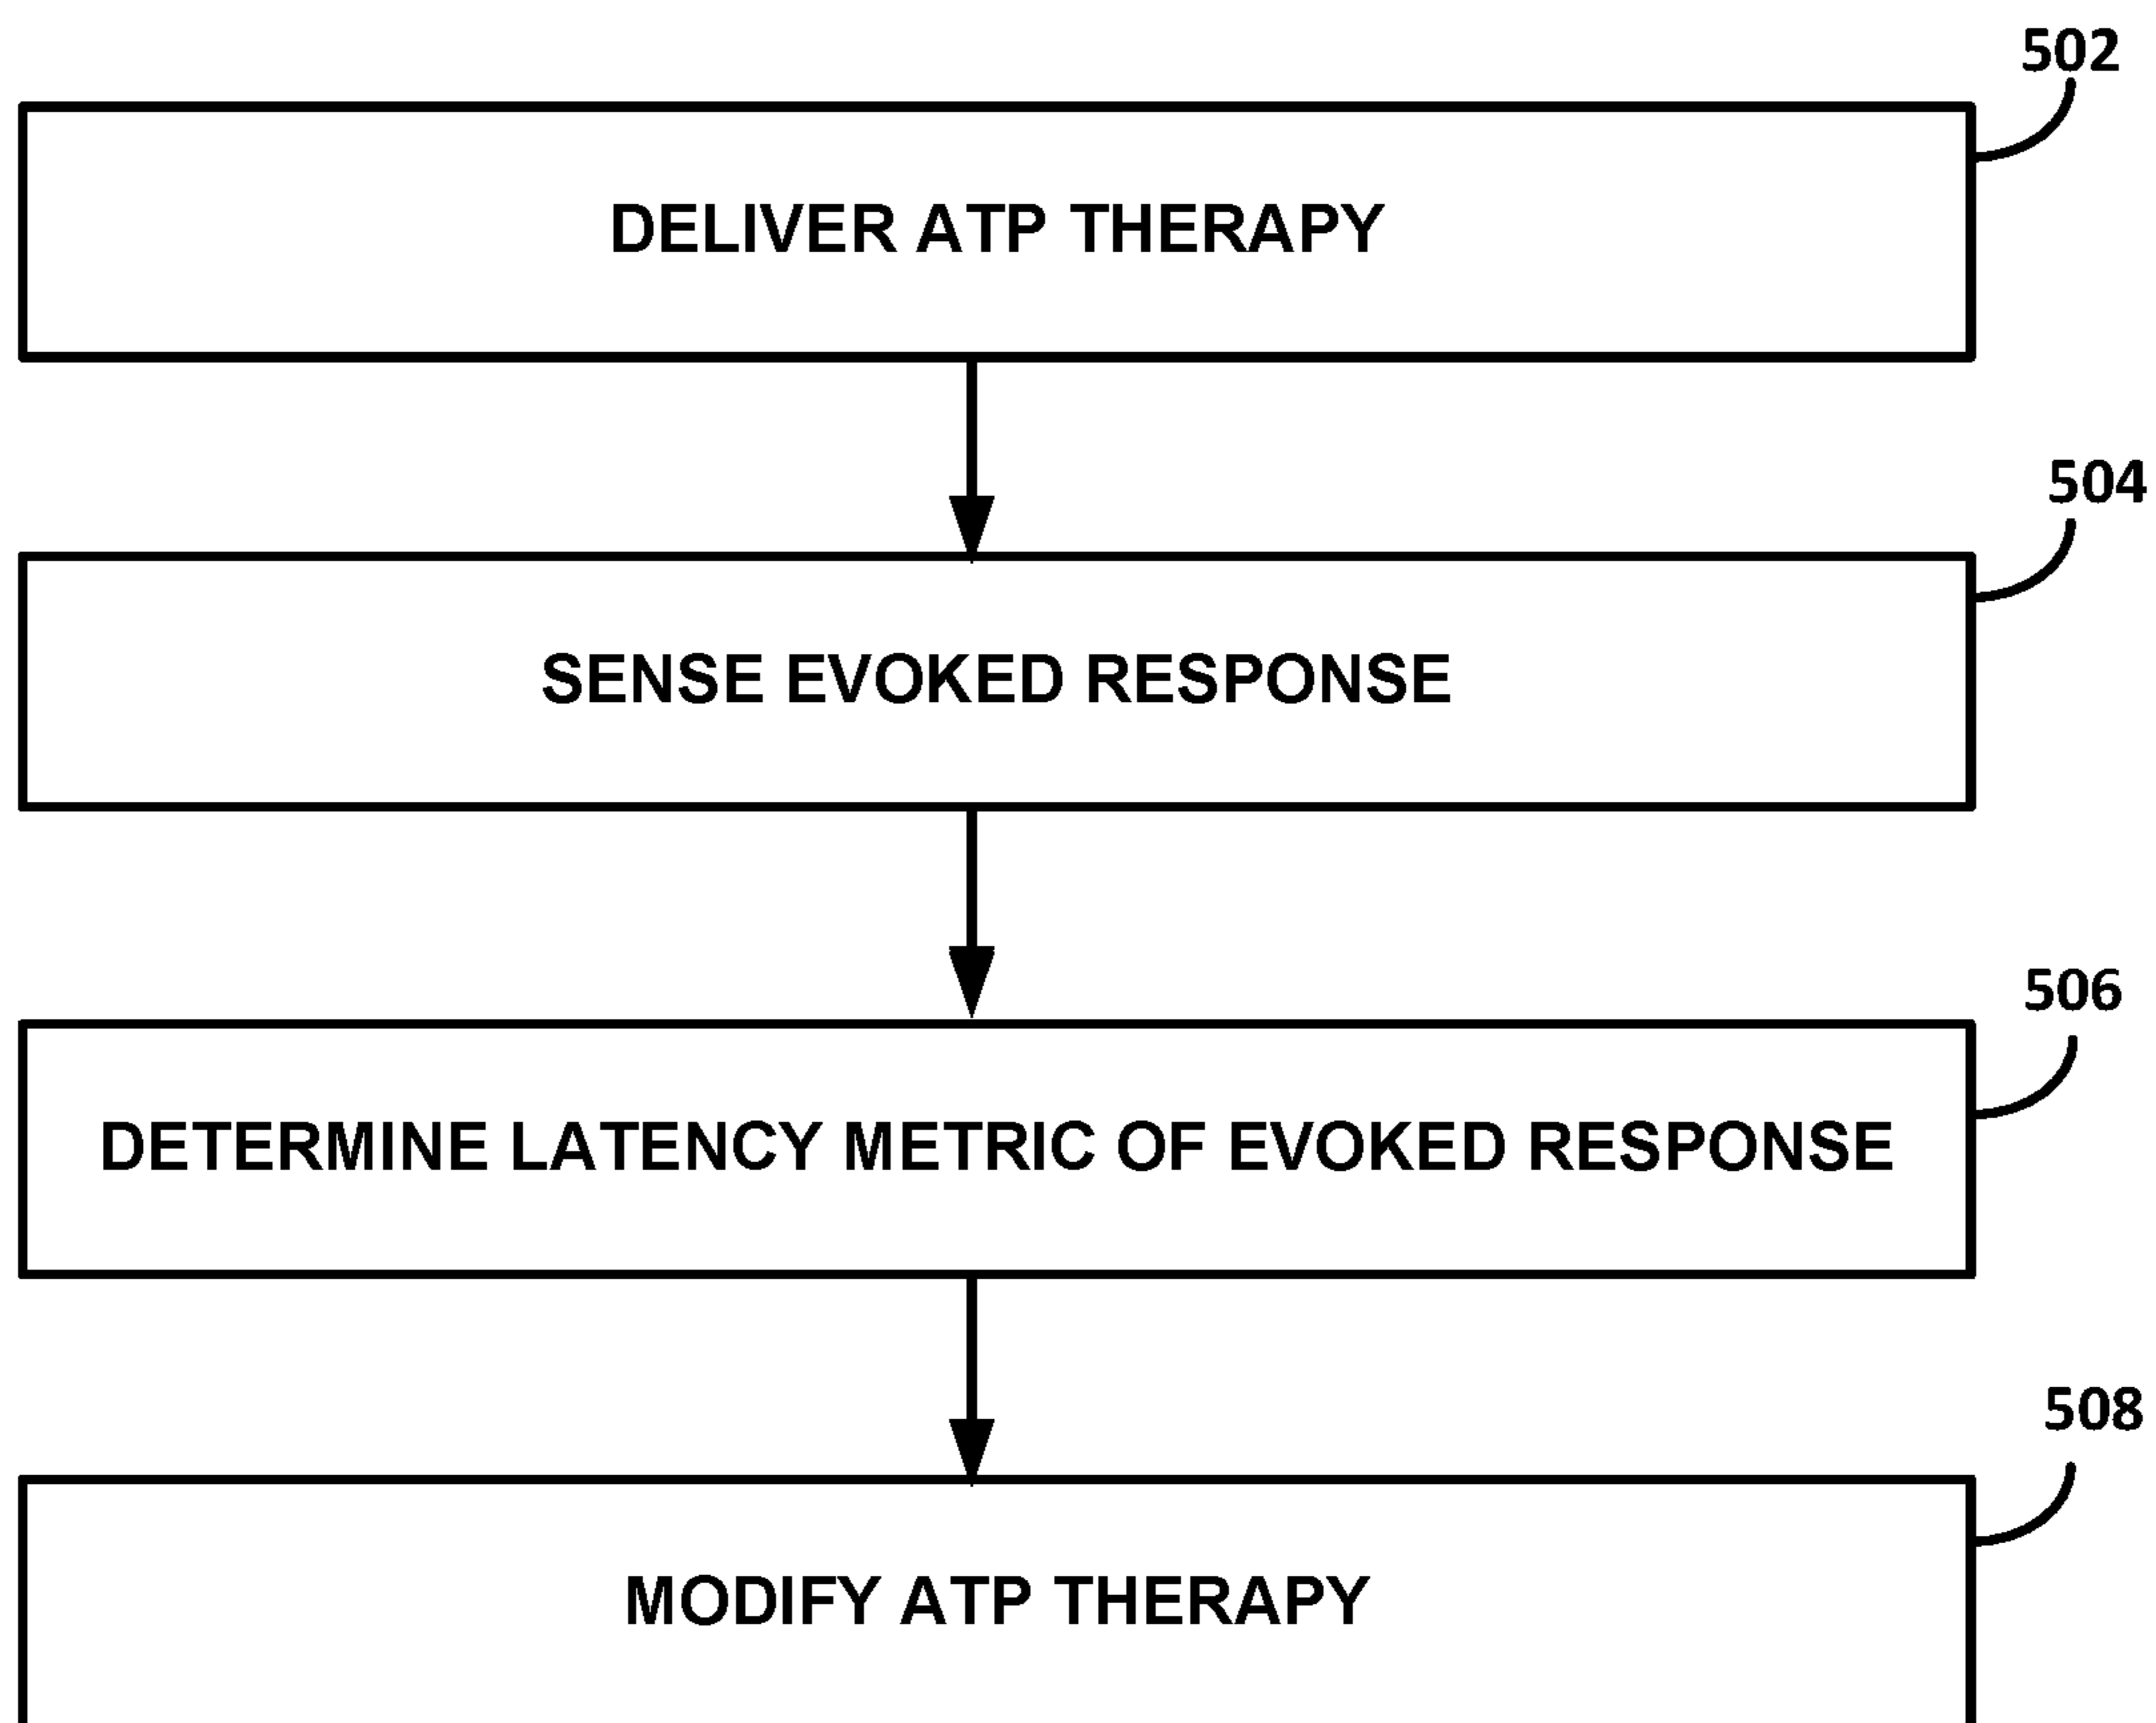 502
DELIVER ATP THERAPY
504
SENSE EVOKED RESPONSE
506
DETERMINE LATENCY METRIC OF EVOKED RESPONSE
508
MODIFY ATP THERAPY